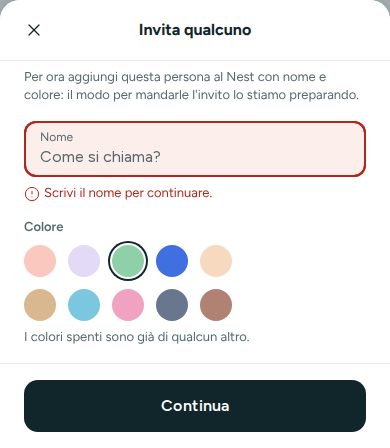 Invita qualcuno
Per ora aggiungi questa persona al Nest con nome e
colore: il modo per mandarle l'invito lo stiamo preparando.
Nome
Come si chiama?
Scrivi il nome per continuare.
Colore
I colori spenti sono già di qualcun altro.
Continua